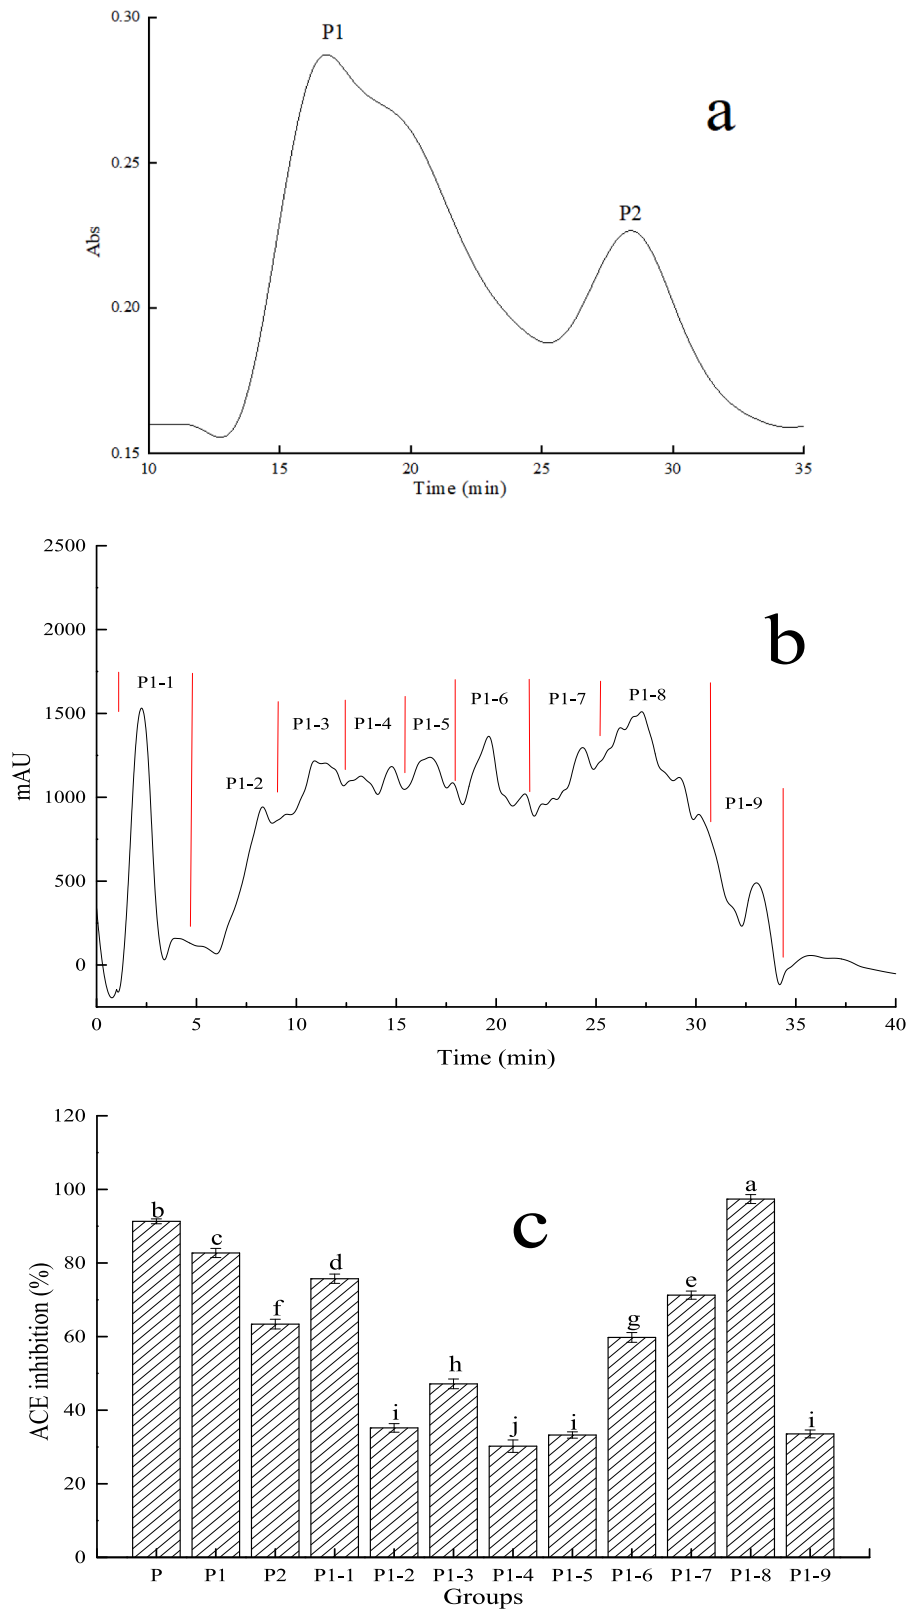 0.30
P1
a
0.25
P2
Abs
0.20
0.15
10 15 20 25 30 35
Time (min)
2500
b
2000
P1-1 P1-6 P1-7 P1-8
1500
P1-3 P1-4 P1-5
mAU
P1-2 P1-9
1000
500
0
0 5 10 15 20 25 30 35 40
Time (min)
120
100
a
b
c
c
80
d
e
f
g
ACE inhibition (%)
60
h
40
i
j
i
i
20
0
P P1 P2 P1-1 P1-2 P1-3 P1-4 P1-5 P1-6 P1-7 P1-8 P1-9
Groups